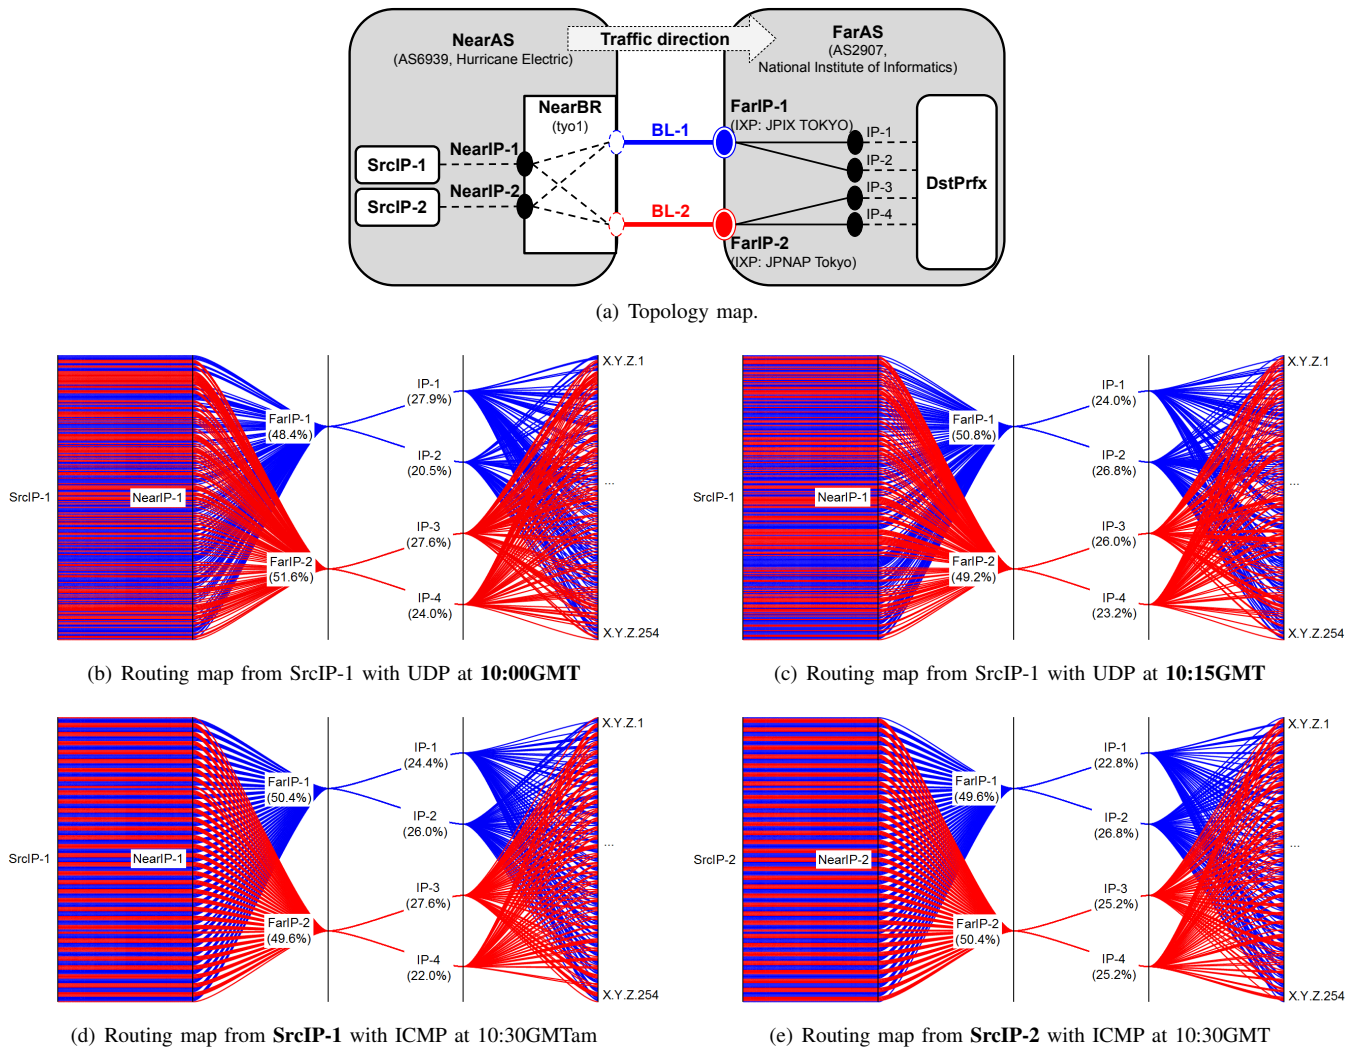 NearAS
(AS6939, Hurricane Electric)
Traffic direction
FarAS
(AS2907,
National Institute of Informatics)
NearBR
(tyo1)
SrcIP-1
SrcIP-2
NearIP-1
NearIP-2
BL-1
BL-2
FarIP-1
(IXP: JPIX TOKYO)
FarIP-2
(IXP: JPNAP Tokyo)
IP-1
IP-2
IP-3
IP-4
DstPrfx
(a) Topology map.
SrcIP-1
NearIP-1
FarIP-1
(48.4%)
FarIP-2
(51.6%)
IP-1
(27.9%)
IP-2
(20.5%)
IP-3
(27.6%)
IP-4
(24.0%)
X.Y.Z.1
...
X.Y.Z.254
(b) Routing map from SrcIP-1 with UDP at 10:00GMT
SrcIP-1
NearIP-1
FarIP-1
(50.8%)
FarIP-2
(49.2%)
IP-1
(24.0%)
IP-2
(26.8%)
IP-3
(26.0%)
IP-4
(23.2%)
X.Y.Z.1
...
X.Y.Z.254
(c) Routing map from SrcIP-1 with UDP at 10:15GMT
SrcIP-1
NearIP-1
FarIP-1
(50.4%)
FarIP-2
(49.6%)
IP-1
(24.4%)
IP-2
(26.0%)
IP-3
(27.6%)
IP-4
(22.0%)
X.Y.Z.1
...
X.Y.Z.254
(d) Routing map from SrcIP-1 with ICMP at 10:30GMTam
SrcIP-2
NearIP-2
FarIP-1
(49.6%)
FarIP-2
(50.4%)
IP-1
(22.8%)
IP-2
(26.8%)
IP-3
(25.2%)
IP-4
(25.2%)
X.Y.Z.1
...
X.Y.Z.254
(e) Routing map from SrcIP-2 with ICMP at 10:30GMT